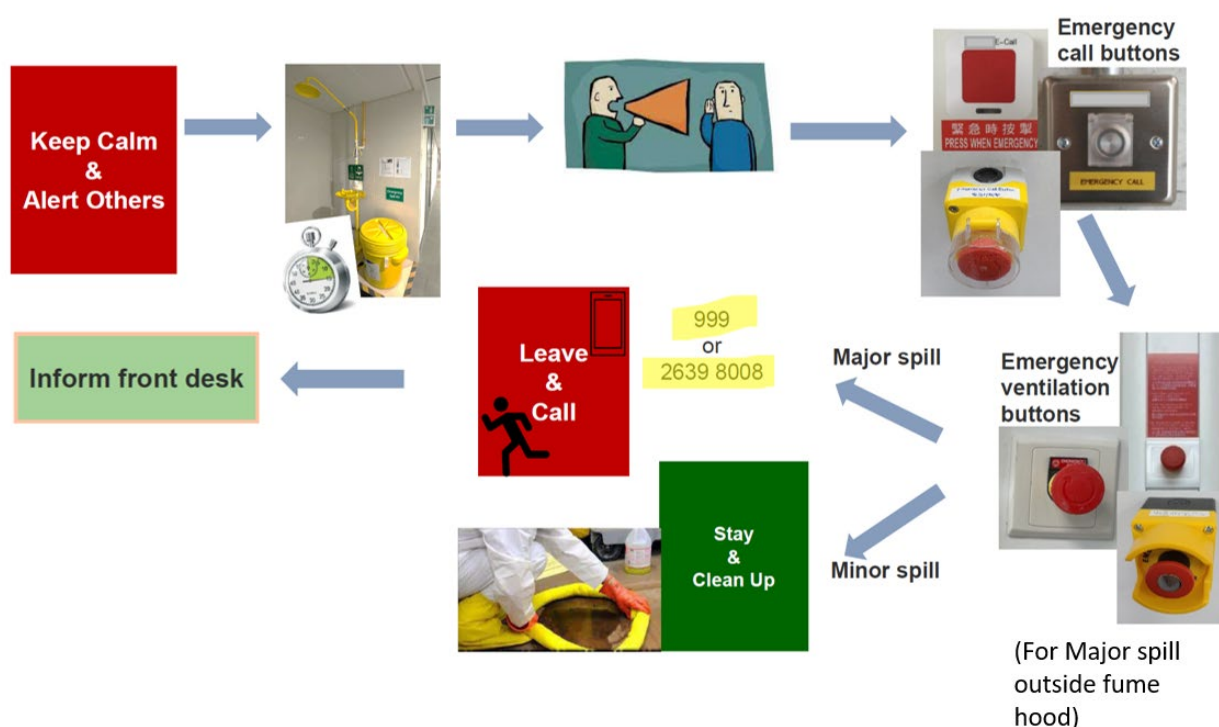 Keep Calm
&
Alert Others
Emergency
call buttons
E-Call
緊急時按掣
PRESS WHEN EMERGENCY
EMERGENCY CALL
Inform front desk
Leave
&
Call
999
or
2639 8008
Major spill
Emergency
ventilation
buttons
Stay
&
Clean Up
Minor spill
(For Major spill
outside fume
hood)